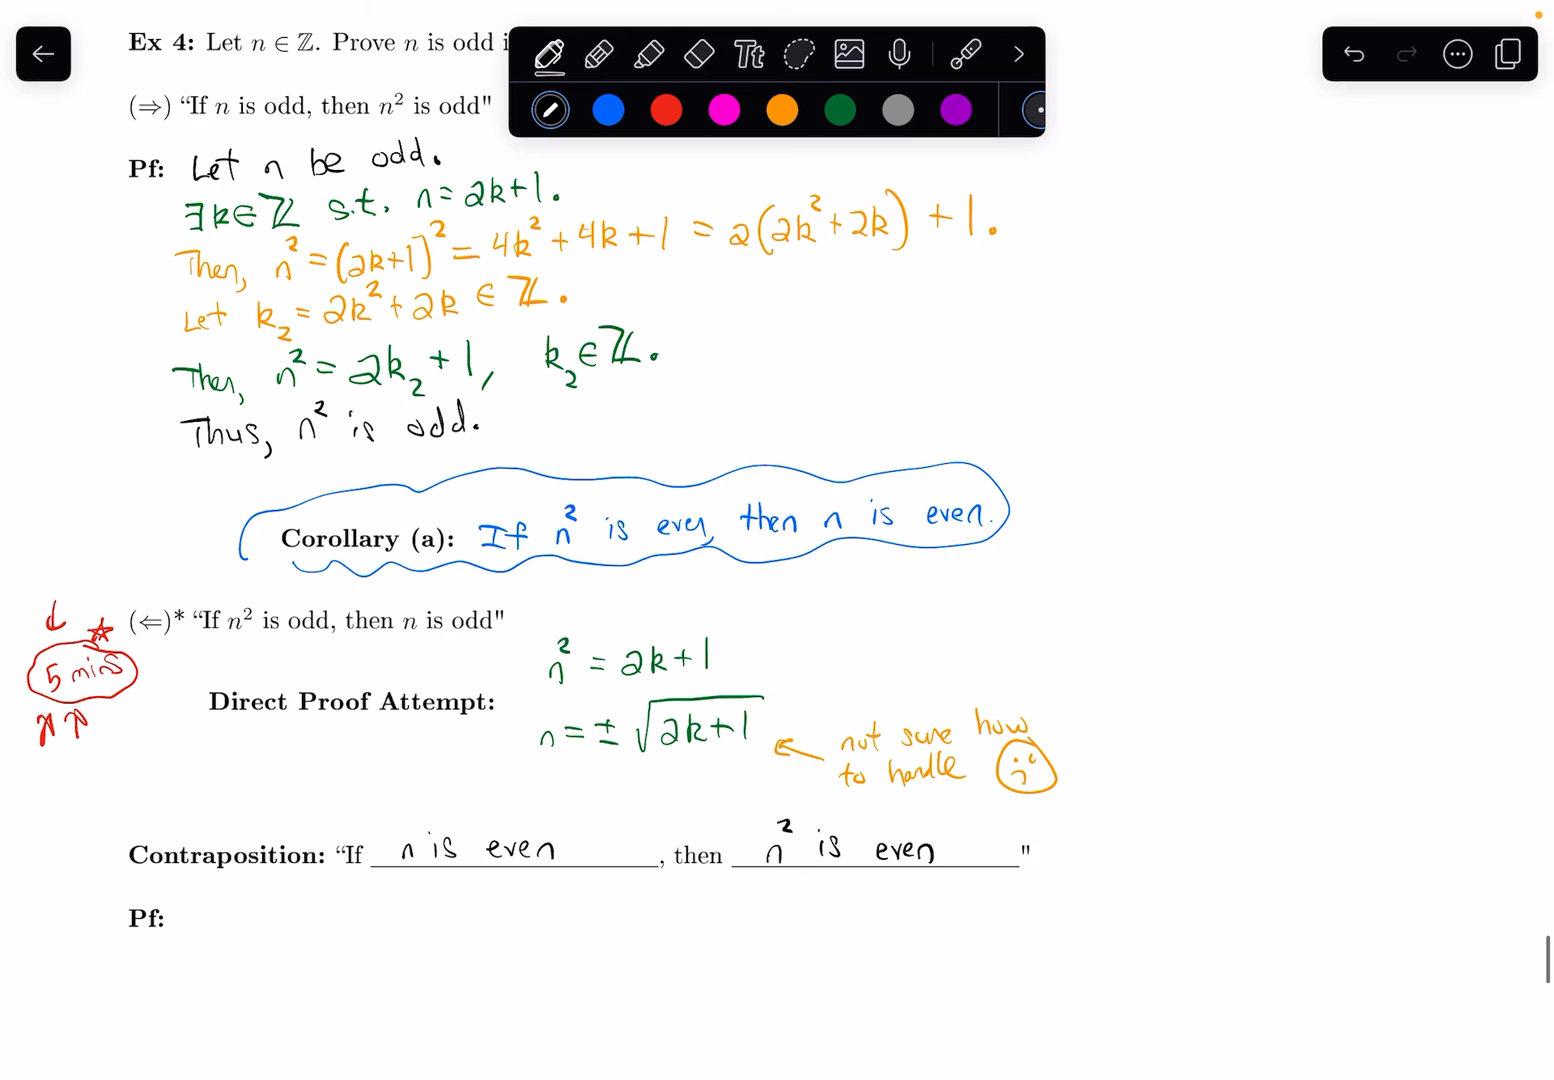 Ex 4: Let n ∈ ℤ. Prove n is odd i
(⇒) “If n is odd, then n² is odd"
Pf: Let n be odd.
∃k∈ℤ s.t. n=2k+1.
Then, n² = (2k+1)² = 4k² + 4k + 1 = 2(2k² + 2k) + 1.
Let k₂ = 2k² + 2k ∈ ℤ.
Then, n² = 2k₂ + 1, k₂∈ℤ.
Thus, n² is odd.
Corollary (a): If n² is even, then n is even.
(⇐)* “If n² is odd, then n is odd"
5 mins
n² = 2k+1
Direct Proof Attempt:
n = ± √(2k+1)
not sure how
to handle
Contraposition: “If n is even, then n² is even"
Pf:
Tt